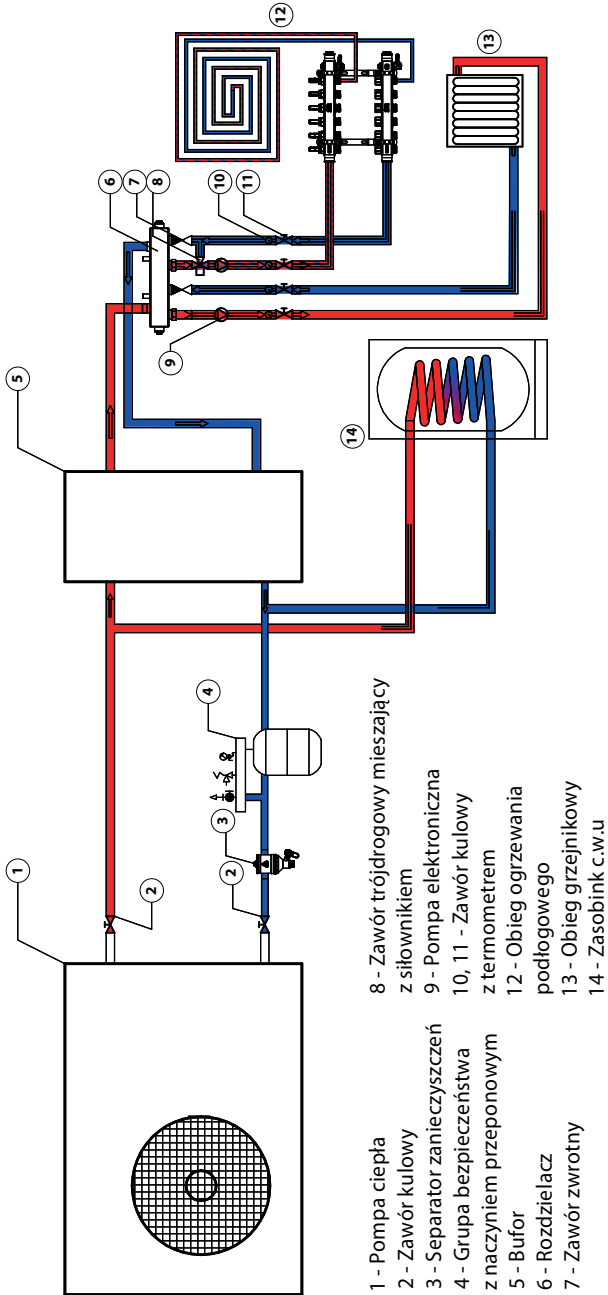 1
2
2
3
4
5
6
7
8
9
10
11
12
13
14
1 - Pompa ciepła
2 - Zawór kulowy
3 - Separator zanieczyszczeń
4 - Grupa bezpieczeństwa
z naczyniem przeponowym
5 - Bufor
6 - Rozdzielacz
7 - Zawór zwrotny
8 - Zawór trójdrogowy mieszający
z siłownikiem
9 - Pompa elektroniczna
10, 11 - Zawór kulowy
z termometrem
12 - Obieg ogrzewania
podłogowego
13 - Obieg grzejnikowy
14 - Zasobink c.w.u